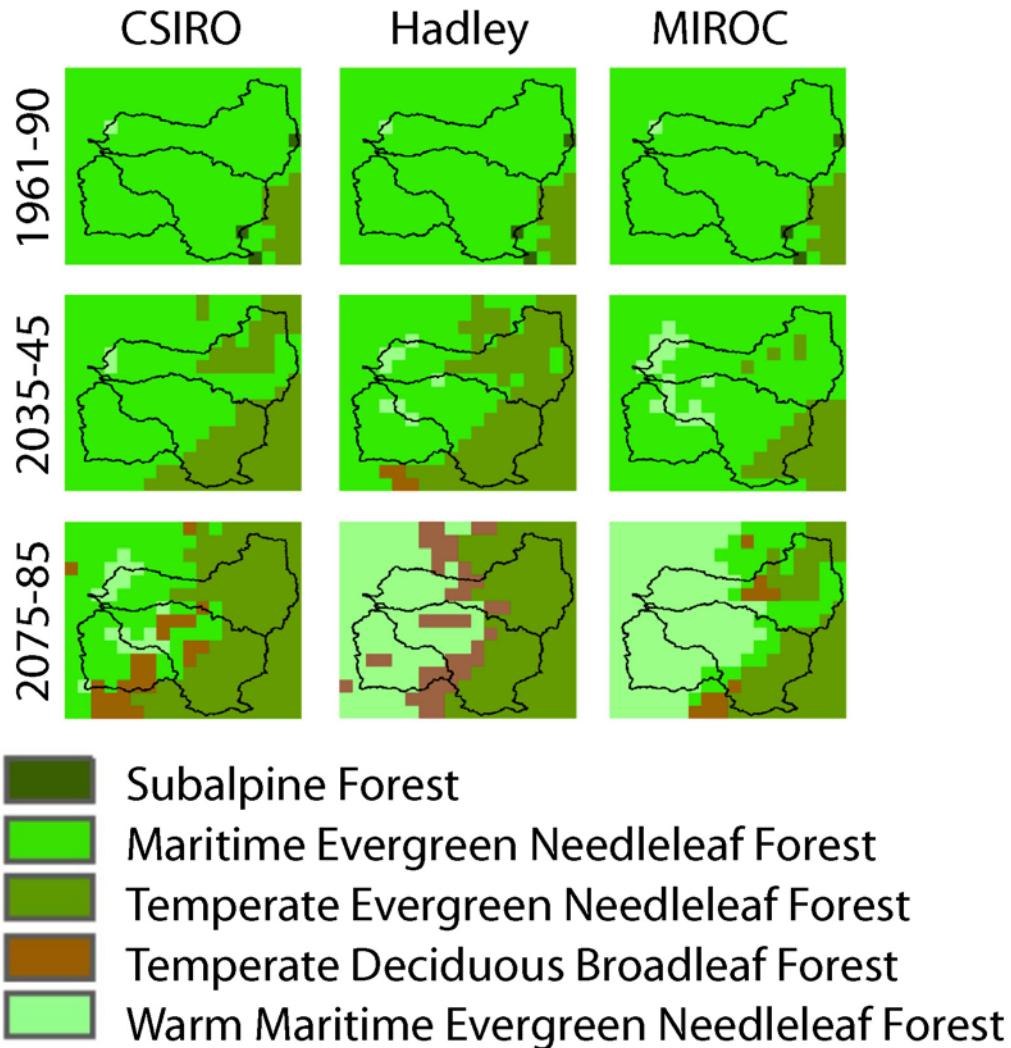 CSIRO Hadley MIROC
1961-90
2035-45
2075-85
Subalpine Forest
Maritime Evergreen Needleleaf Forest
Temperate Evergreen Needleleaf Forest
Temperate Deciduous Broadleaf Forest
Warm Maritime Evergreen Needleleaf Forest